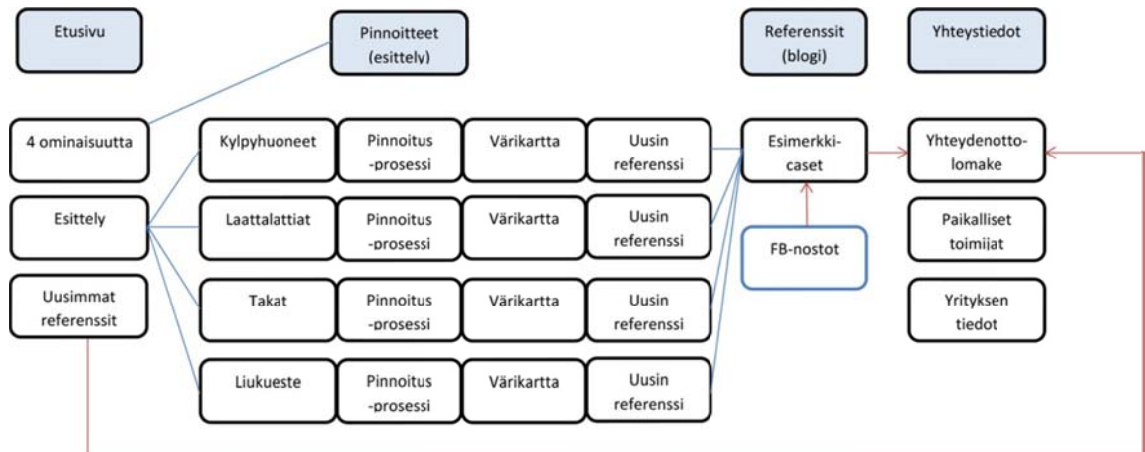 Etusivu
Pinnoitteet
(esittely)
Referenssit
(blogi)
Yhteystiedot
4 ominaisuutta
Kylpyhuoneet
Pinnoitus
-prosessi
Värikartta
Uusin
referenssi
Esimerkki-
caset
Yhteydenotto-
lomake
Esittely
Laattalattiat
Pinnoitus
-prosessi
Värikartta
Uusin
referenssi
FB-nostot
Paikalliset
toimijat
Uusimmat
referenssit
Takat
Pinnoitus
-prosessi
Värikartta
Uusin
referenssi
Yrityksen
tiedot
Liukueste
Pinnoitus
-prosessi
Värikartta
Uusin
referenssi